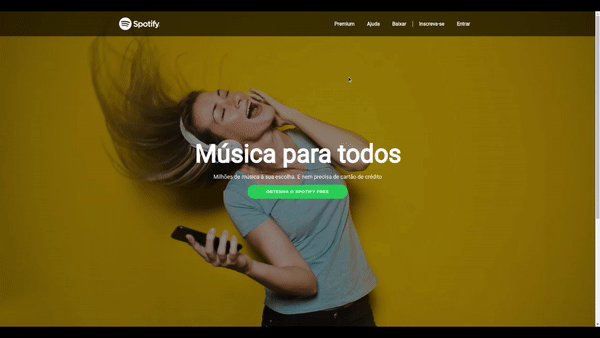 Spotify
Premium Ajuda Baixar | Inscreva-se Entrar
Música para todos
Milhões de música à sua escolha. E nem precisa de cartão de crédito
OBTENHA O SPOTIFY FREE